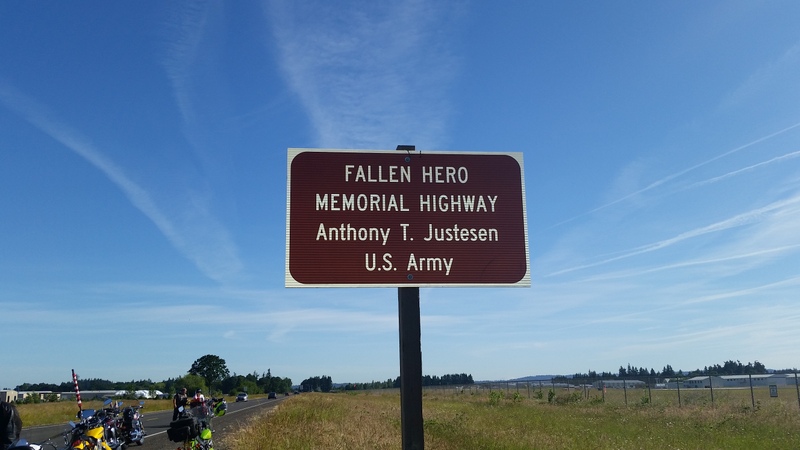 FALLEN HERO
MEMORIAL HIGHWAY
Anthony T. Justesen
U.S. Army